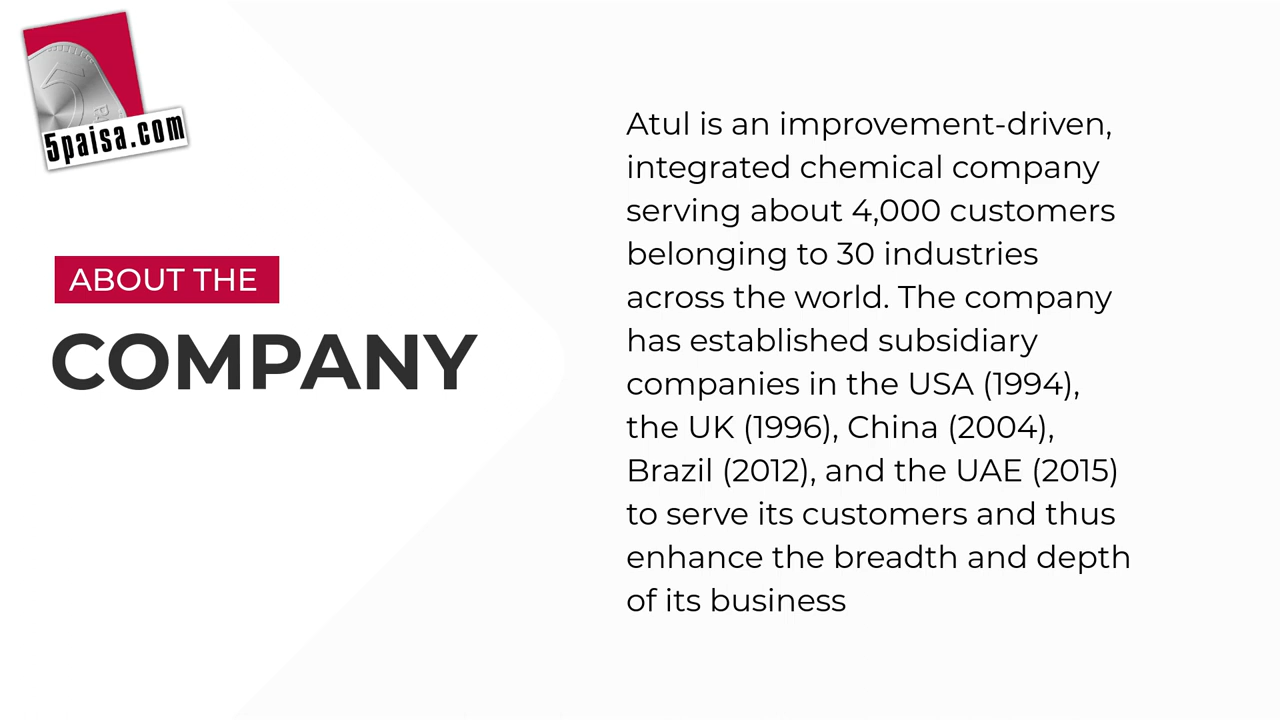 5paisa.com
ABOUT THE
COMPANY
Atul is an improvement-driven,
integrated chemical company
serving about 4,000 customers
belonging to 30 industries
across the world. The company
has established subsidiary
companies in the USA (1994),
the UK (1996), China (2004),
Brazil (2012), and the UAE (2015)
to serve its customers and thus
enhance the breadth and depth
of its business